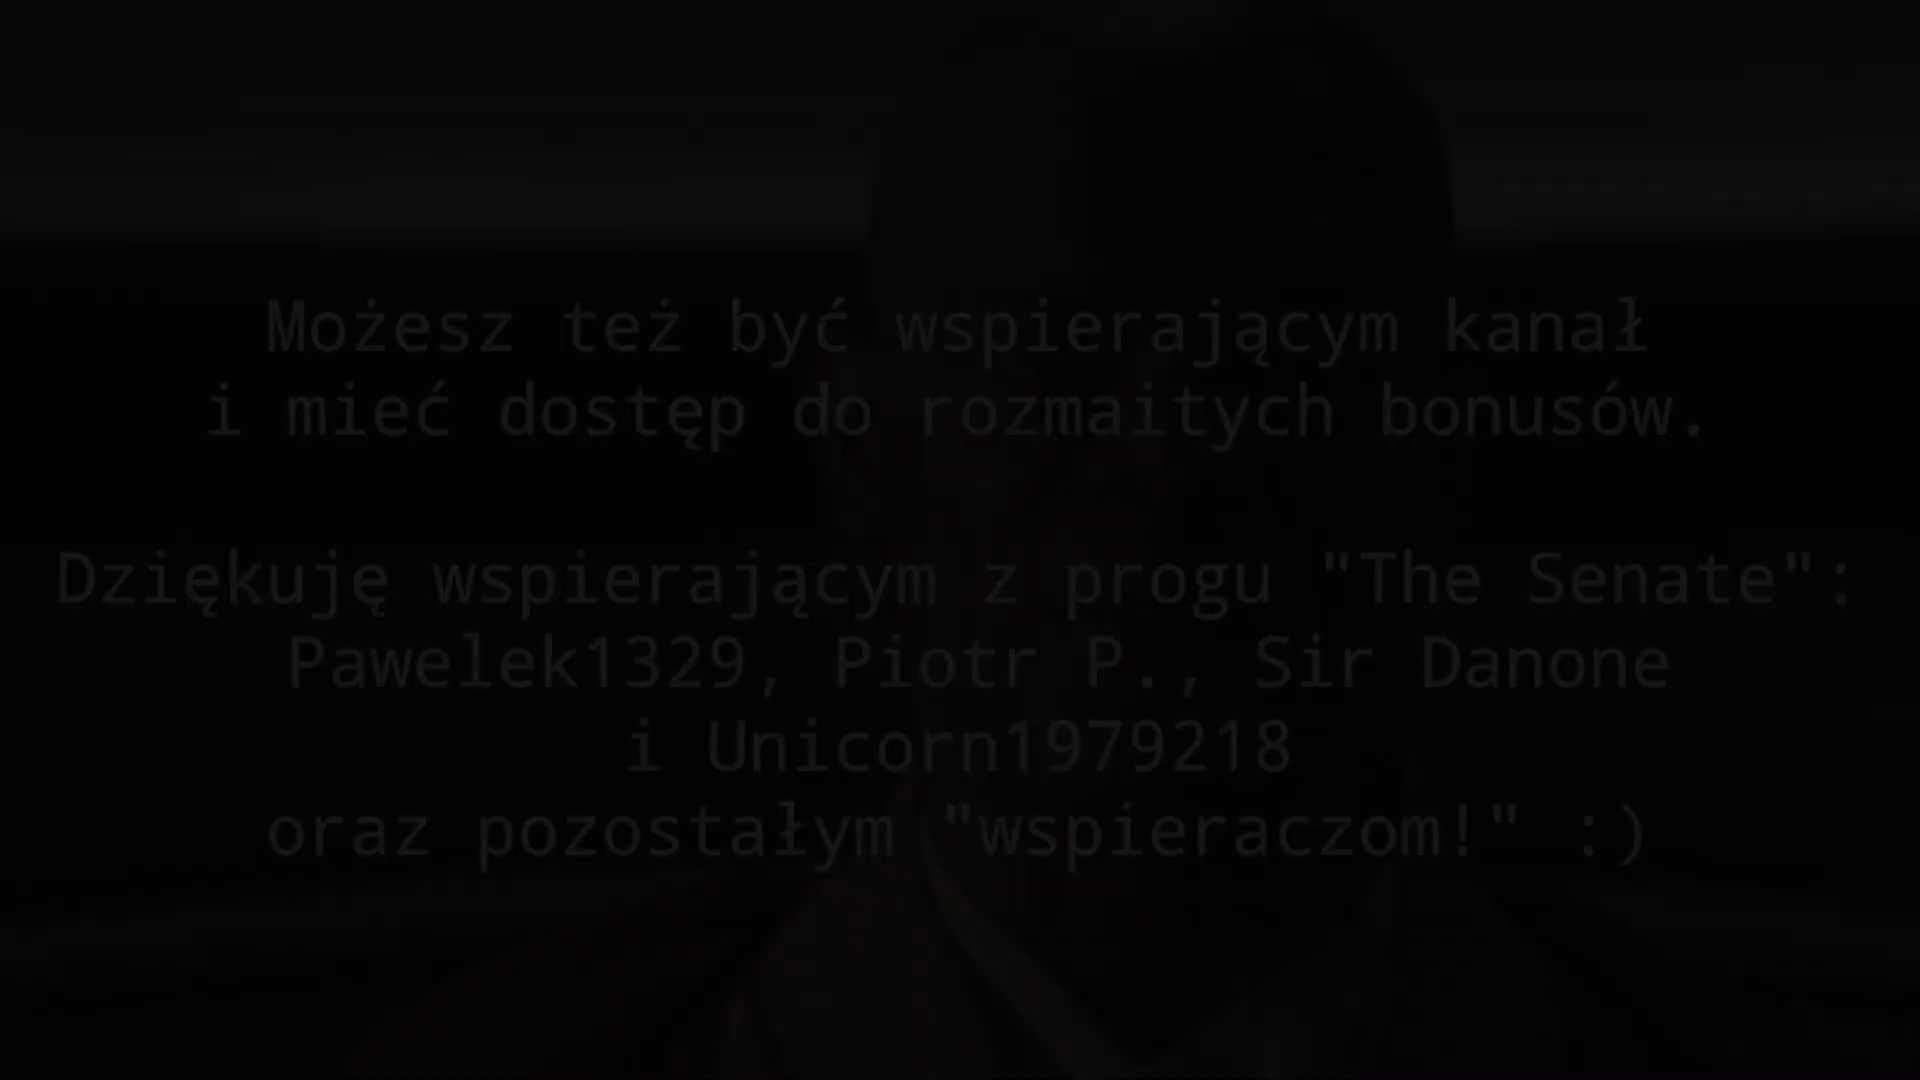 Możesz też być wspierającym kanał
i mieć dostęp do rozmaitych bonusów.
Dziękuję wspierającym z progu "The Senate":
Pawelek1329, Piotr P., Sir Danone
i Unicorn1979218
oraz pozostałym "wspieraczom!" :)